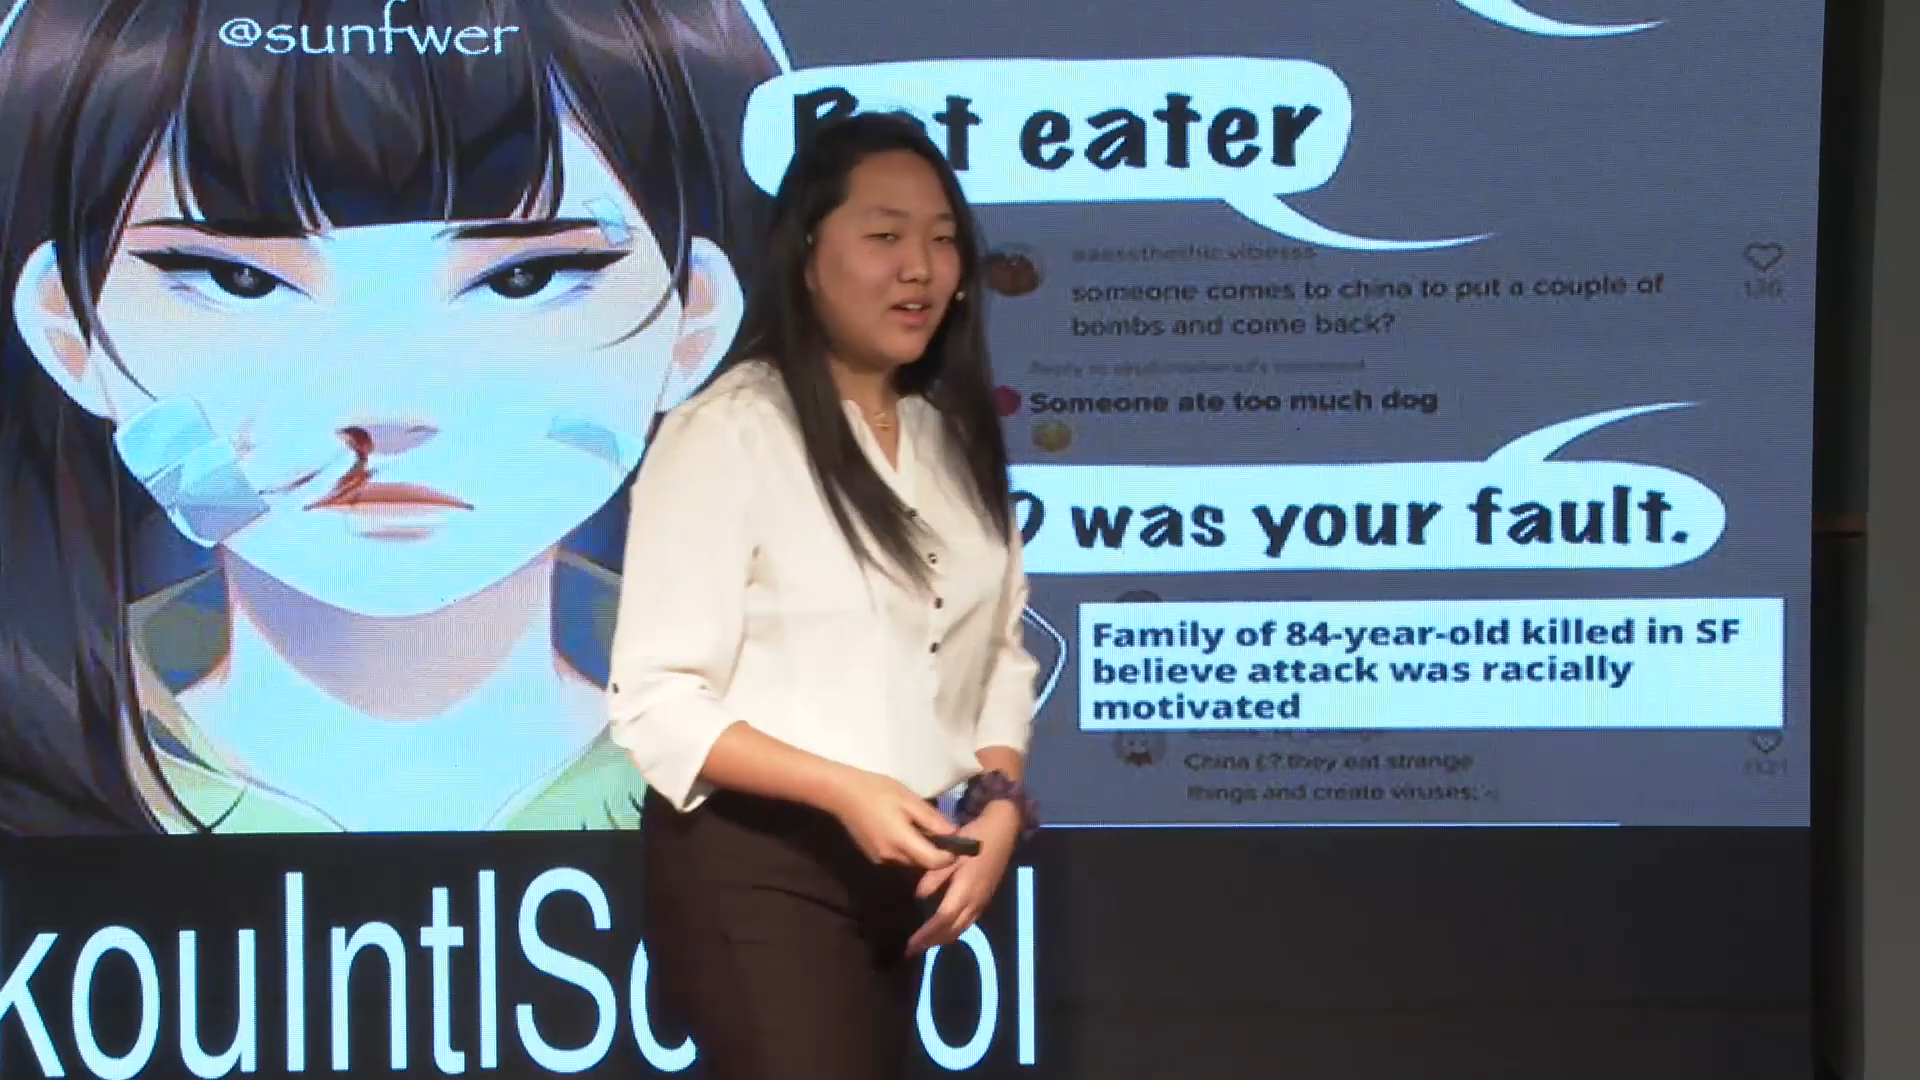 @sunfwer
eater
someone comes to china to put a couple of
bombs and come back?
Someone ate too much dog
was your fault.
Family of 84-year-old killed in SF
believe attack was racially
motivated
China (? they eat strange
things and create viruses;
kouIntlSc ol